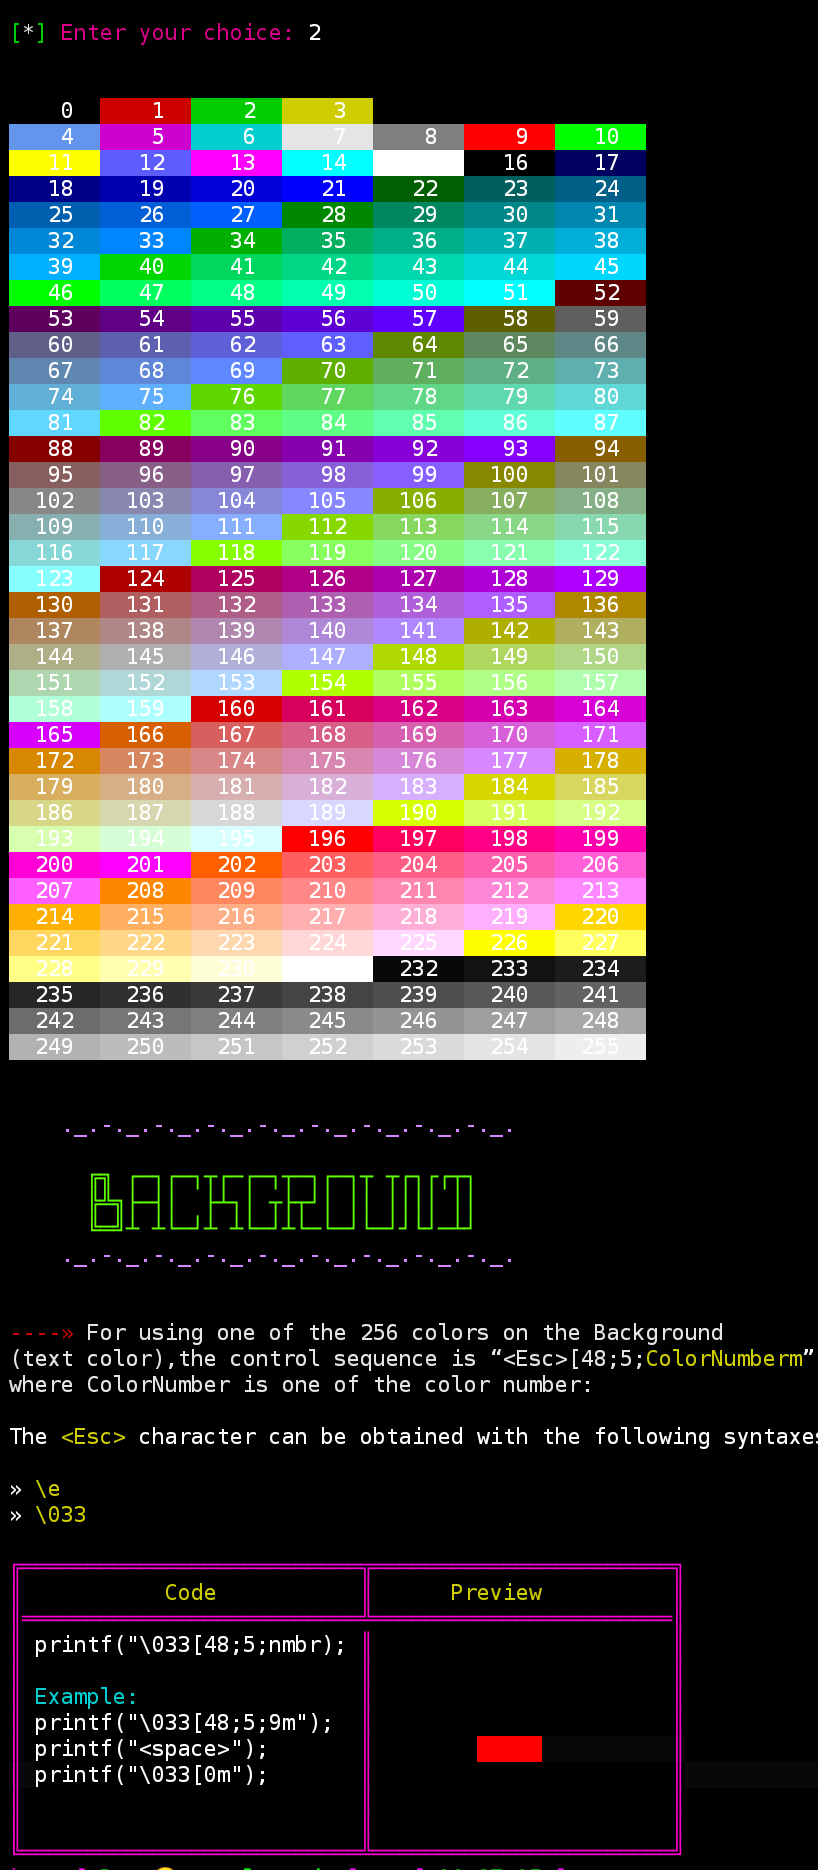 [*] Enter your choice: 2
0 1 2 3
4 5 6 7 8 9 10
11 12 13 14 16 17
18 19 20 21 22 23 24
25 26 27 28 29 30 31
32 33 34 35 36 37 38
39 40 41 42 43 44 45
46 47 48 49 50 51 52
53 54 55 56 57 58 59
60 61 62 63 64 65 66
67 68 69 70 71 72 73
74 75 76 77 78 79 80
81 82 83 84 85 86 87
88 89 90 91 92 93 94
95 96 97 98 99 100 101
102 103 104 105 106 107 108
109 110 111 112 113 114 115
116 117 118 119 120 121 122
123 124 125 126 127 128 129
130 131 132 133 134 135 136
137 138 139 140 141 142 143
144 145 146 147 148 149 150
151 152 153 154 155 156 157
158 159 160 161 162 163 164
165 166 167 168 169 170 171
172 173 174 175 176 177 178
179 180 181 182 183 184 185
186 187 188 189 190 191 192
193 194 195 196 197 198 199
200 201 202 203 204 205 206
207 208 209 210 211 212 213
214 215 216 217 218 219 220
221 222 223 224 225 226 227
228 229 230 232 233 234
235 236 237 238 239 240 241
242 243 244 245 246 247 248
249 250 251 252 253 254 255
BACKGROUND
----» For using one of the 256 colors on the Background
(text color),the control sequence is “<Esc>[48;5;ColorNumberm”
where ColorNumber is one of the color number:
The <Esc> character can be obtained with the following syntaxes
» \e
» \033
Code Preview
printf("\033[48;5;nmbr);
Example:
printf("\033[48;5;9m");
printf("<space>");
printf("\033[0m");